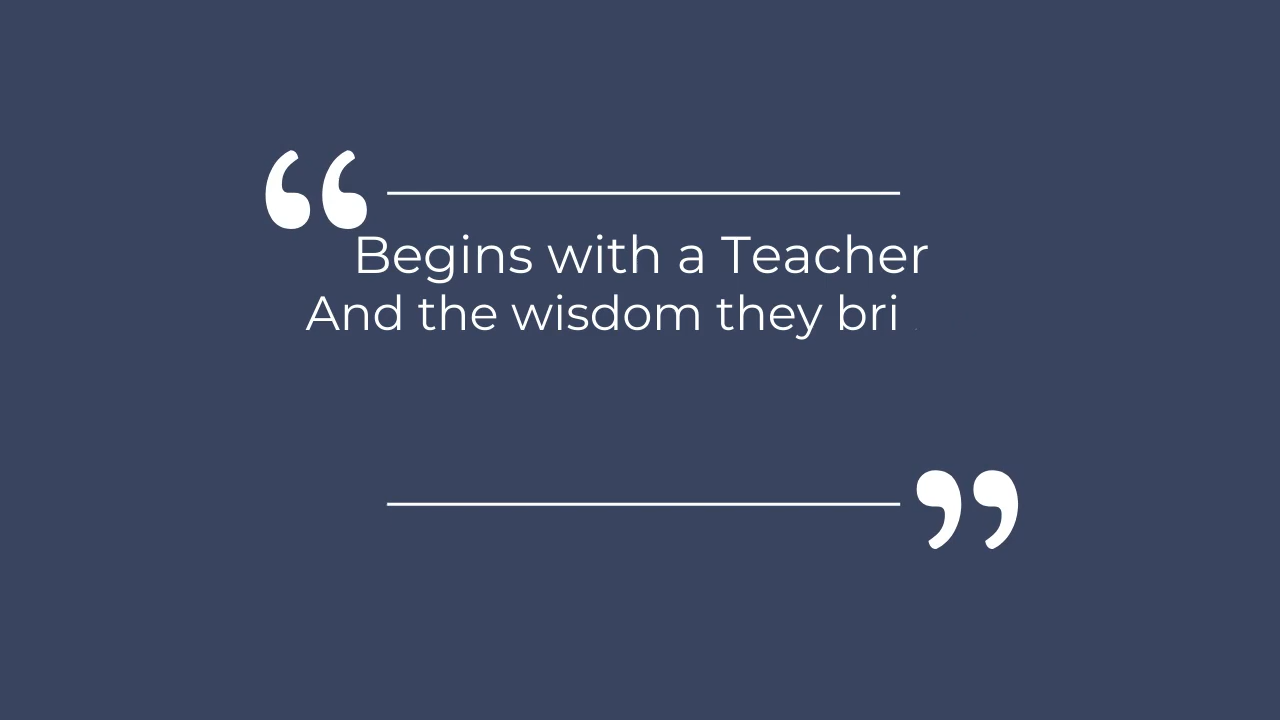 “
Begins with a Teacher
And the wisdom they bri
”